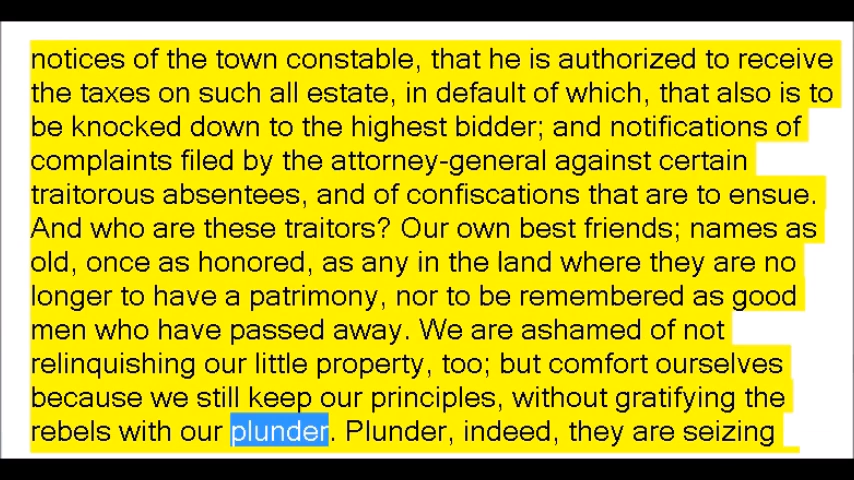 notices of the town constable, that he is authorized to receive
the taxes on such all estate, in default of which, that also is to
be knocked down to the highest bidder; and notifications of
complaints filed by the attorney-general against certain
traitorous absentees, and of confiscations that are to ensue.
And who are these traitors? Our own best friends; names as
old, once as honored, as any in the land where they are no
longer to have a patrimony, nor to be remembered as good
men who have passed away. We are ashamed of not
relinquishing our little property, too; but comfort ourselves
because we still keep our principles, without gratifying the
rebels with our plunder. Plunder, indeed, they are seizing